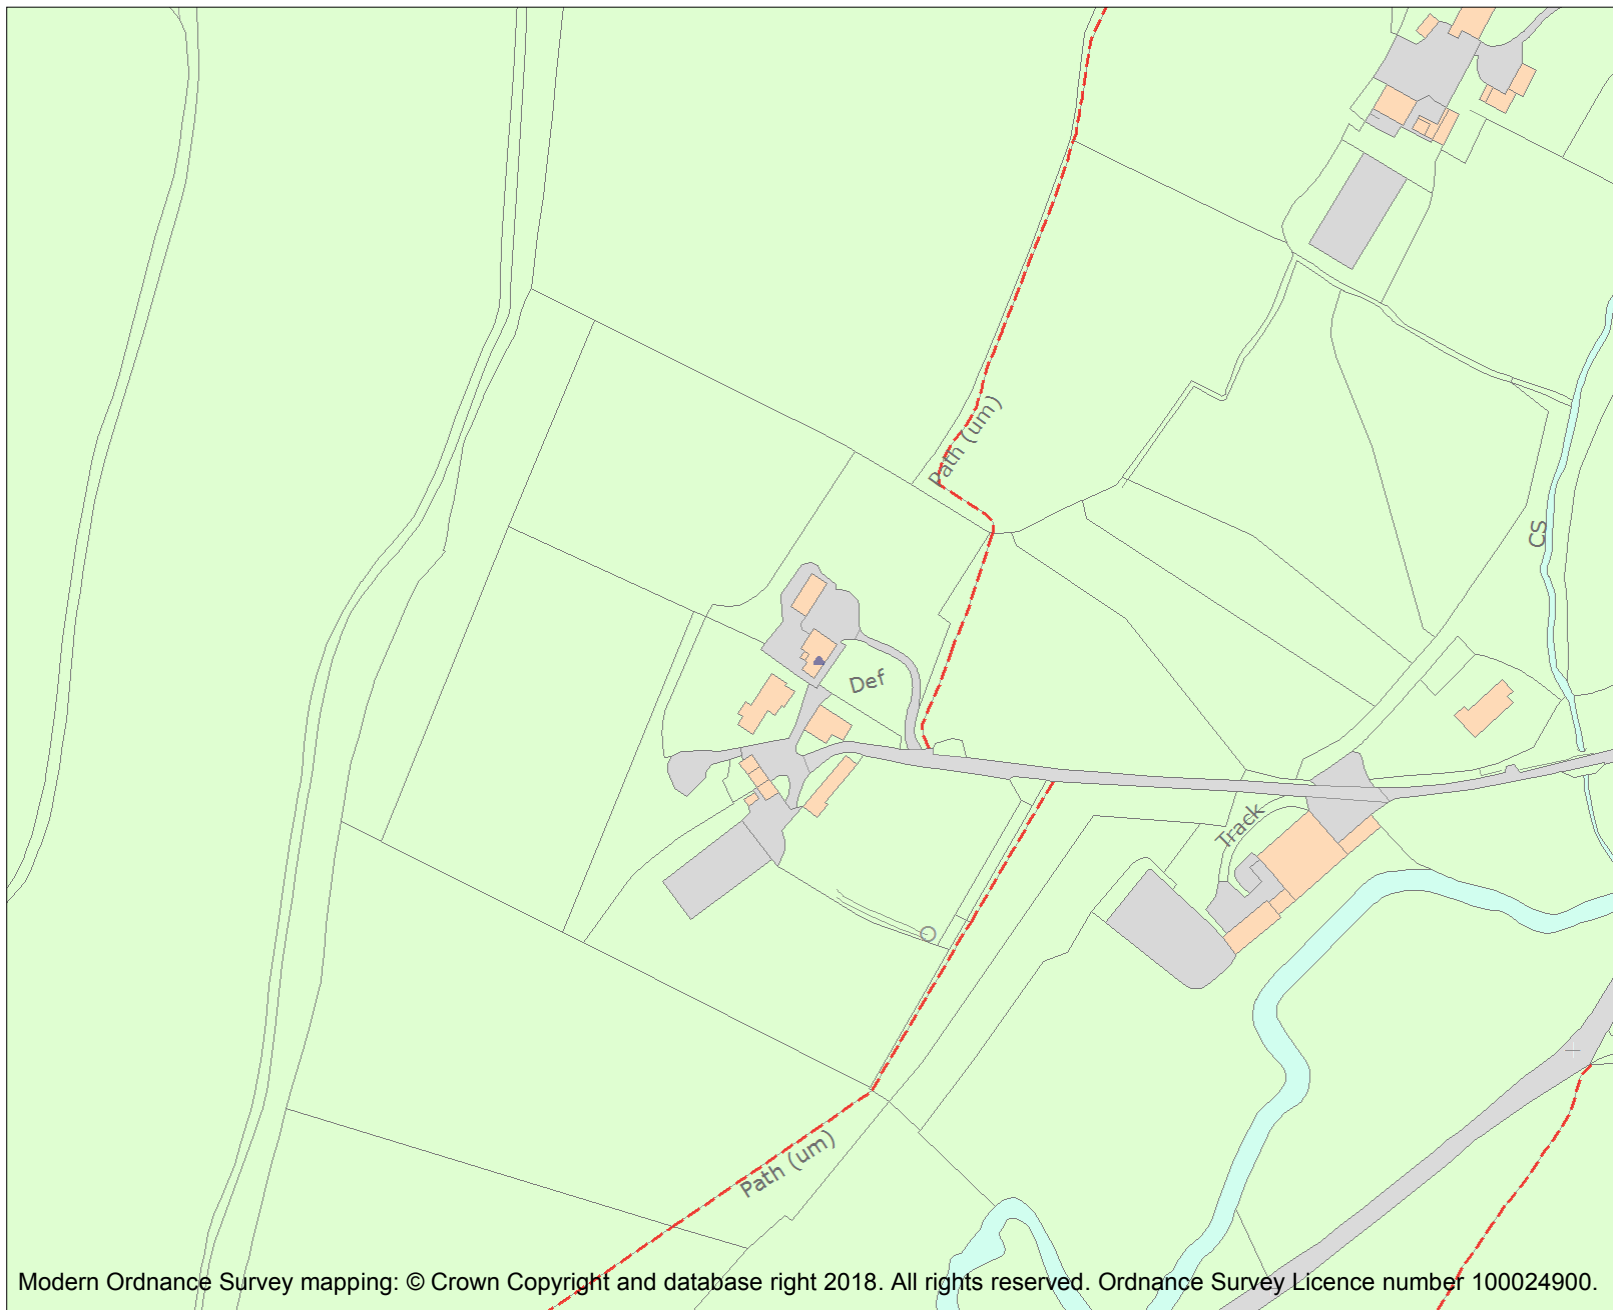 Path (um)
CS
Def
Track
Path (um)
Modern Ordnance Survey mapping: © Crown Copyright and database right 2018. All rights reserved. Ordnance Survey Licence number 100024900.